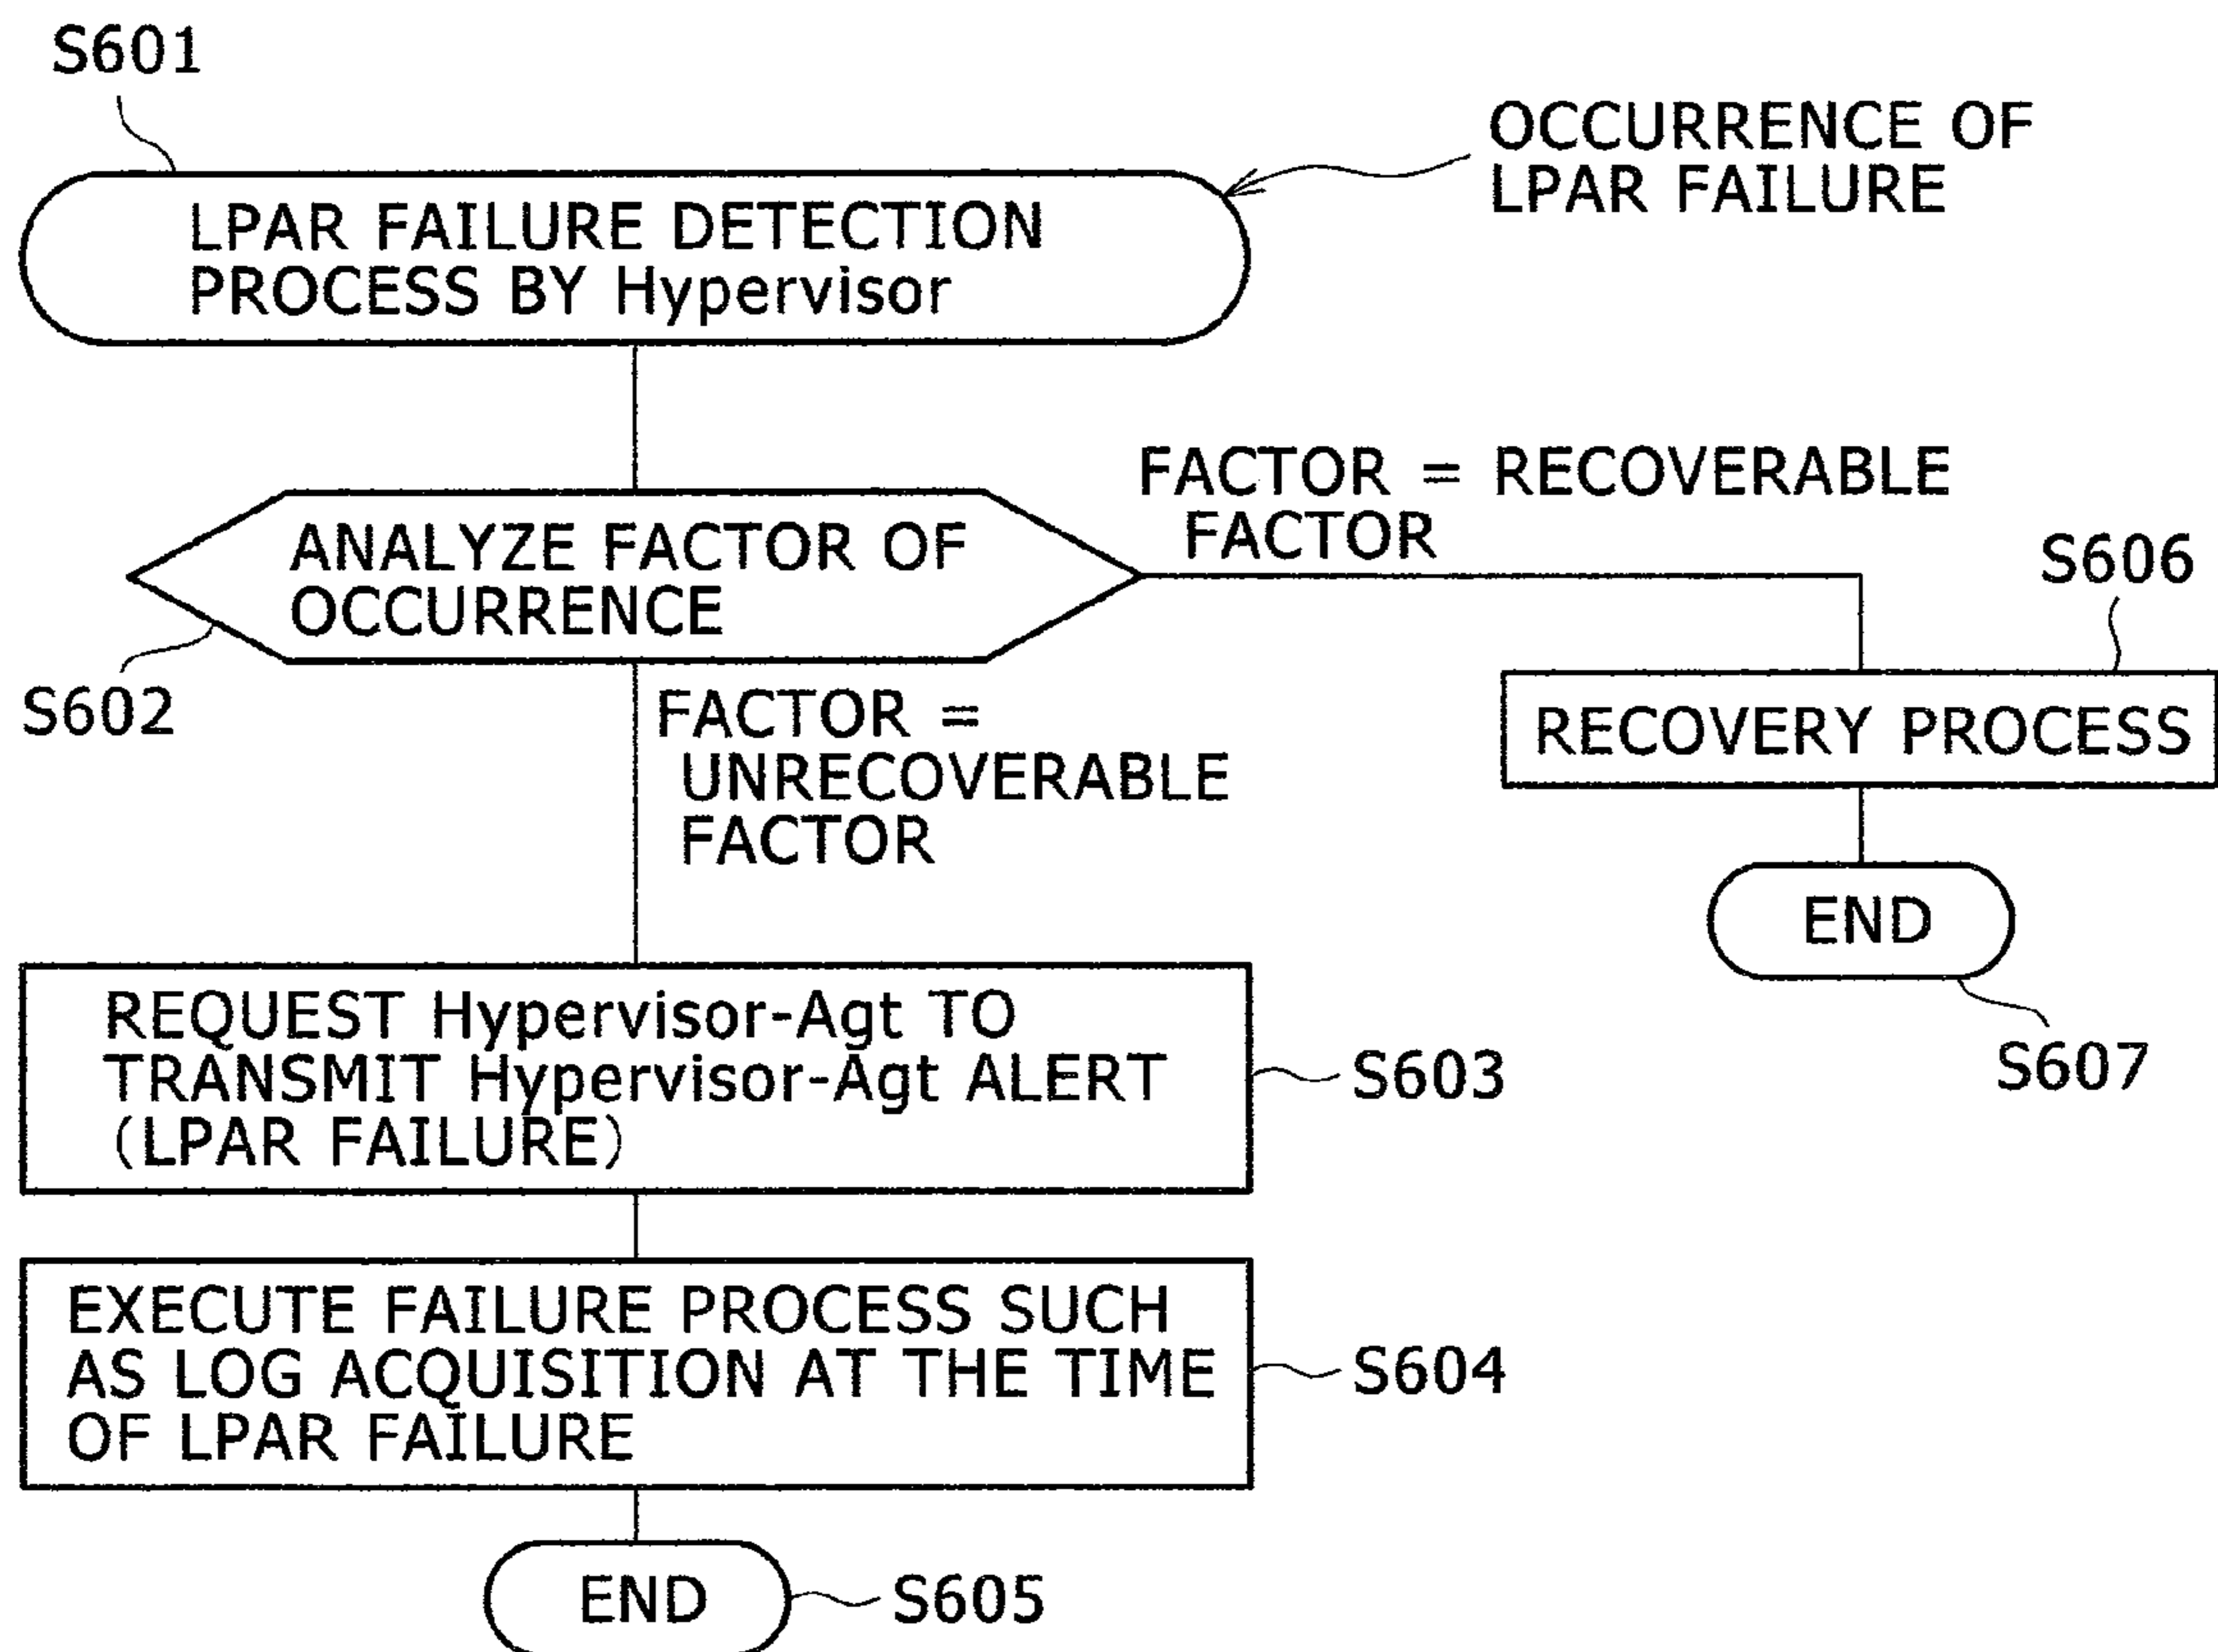 S601
OCCURRENCE OF
LPAR FAILURE
LPAR FAILURE DETECTION
PROCESS BY Hypervisor
FACTOR = RECOVERABLE
FACTOR
ANALYZE FACTOR OF
OCCURRENCE
S606
S602
FACTOR =
UNRECOVERABLE
FACTOR
RECOVERY PROCESS
END
S607
REQUEST Hypervisor-Agt TO
TRANSMIT Hypervisor-Agt ALERT
(LPAR FAILURE)
S603
EXECUTE FAILURE PROCESS SUCH
AS LOG ACQUISITION AT THE TIME
OF LPAR FAILURE
S604
END
S605